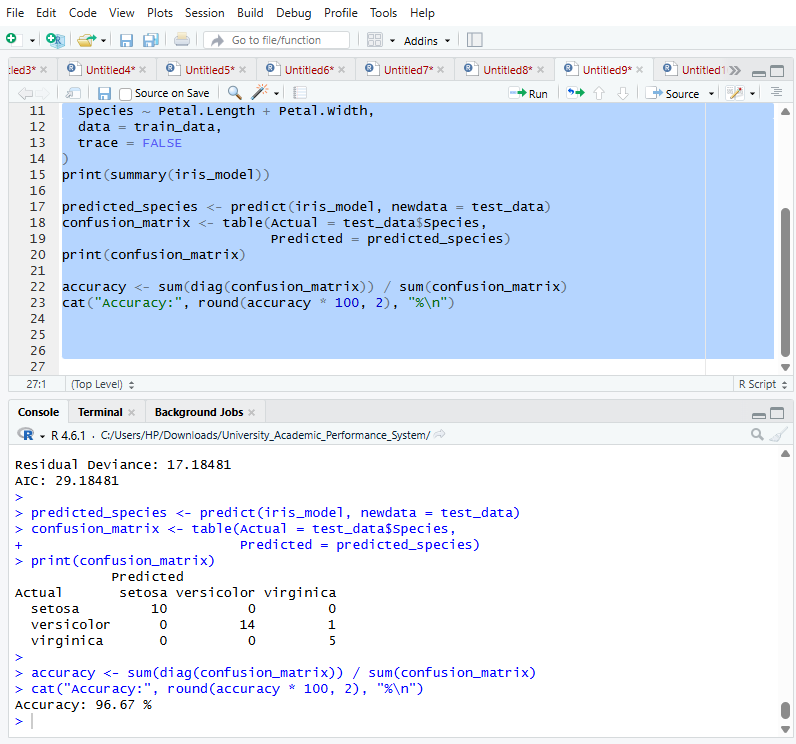 File Edit Code View Plots Session Build Debug Profile Tools Help
Go to file/function Addins
tled3* Untitled4* Untitled5* Untitled6* Untitled7* Untitled8* Untitled9* Untitled1
Source on Save Run Source
11 Species ~ Petal.Length + Petal.Width,
12 data = train_data,
13 trace = FALSE
14 )
15 print(summary(iris_model))
16
17 predicted_species <- predict(iris_model, newdata = test_data)
18 confusion_matrix <- table(Actual = test_data$Species,
19 Predicted = predicted_species)
20 print(confusion_matrix)
21
22 accuracy <- sum(diag(confusion_matrix)) / sum(confusion_matrix)
23 cat("Accuracy:", round(accuracy * 100, 2), "%\n")
24
25
26
27
27:1 (Top Level) R Script
Console Terminal Background Jobs
R R 4.6.1 · C:/Users/HP/Downloads/University_Academic_Performance_System/
Residual Deviance: 17.18481
AIC: 29.18481
>
> predicted_species <- predict(iris_model, newdata = test_data)
> confusion_matrix <- table(Actual = test_data$Species,
+ Predicted = predicted_species)
> print(confusion_matrix)
Predicted
Actual setosa versicolor virginica
setosa 10 0 0
versicolor 0 14 1
virginica 0 0 5
>
> accuracy <- sum(diag(confusion_matrix)) / sum(confusion_matrix)
> cat("Accuracy:", round(accuracy * 100, 2), "%\n")
Accuracy: 96.67 %
>